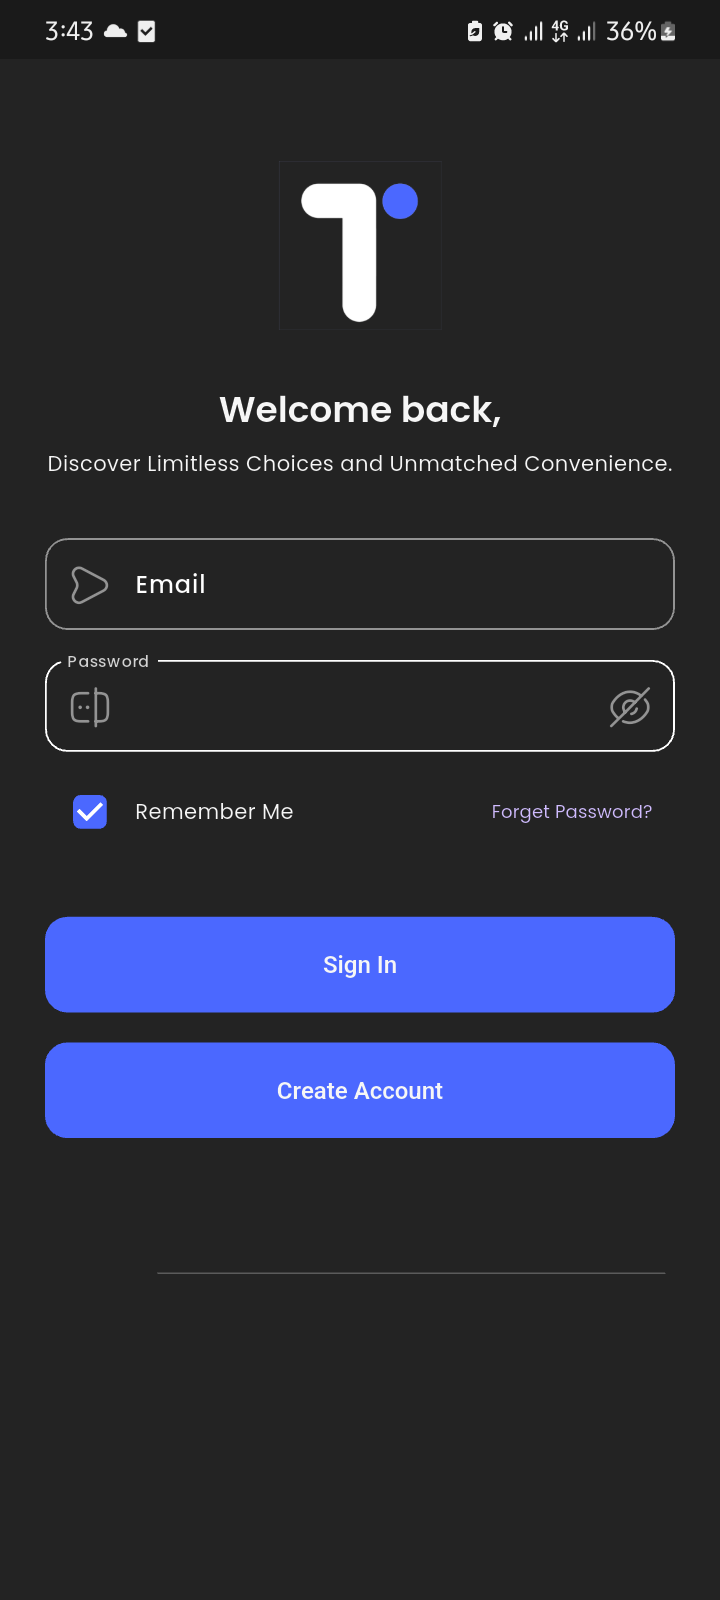 3:43
4G
36%
Welcome back,
Discover Limitless Choices and Unmatched Convenience.
Email
Password
Remember Me
Forget Password?
Sign In
Create Account